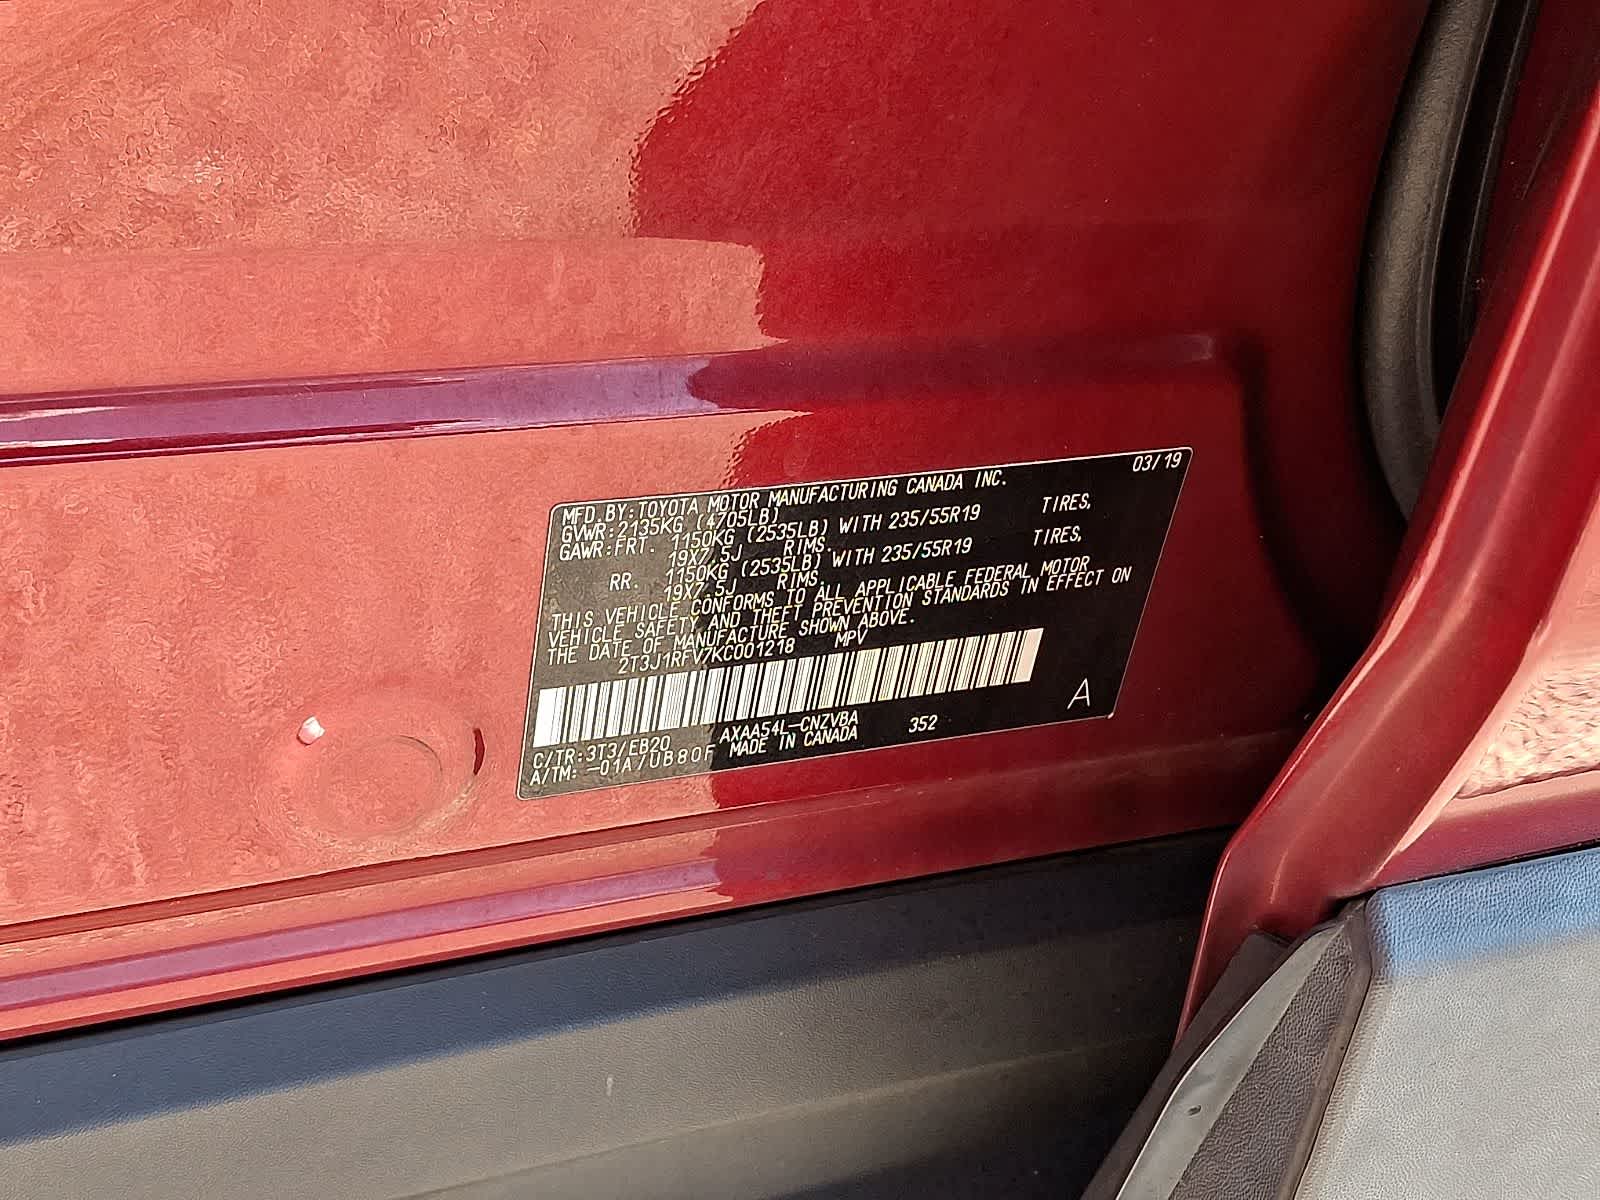 03/19
MFD.BY:TOYOTA MOTOR MANUFACTURING CANADA INC.
GVWR:2135KG (4705LB)
GAWR:FRT. 1150KG (2535LB) WITH 235/55R19 TIRES,
19X7.5J RIMS.
RR. 1150KG (2535LB) WITH 235/55R19 TIRES,
19X7.5J RIMS.
THIS VEHICLE CONFORMS TO ALL APPLICABLE FEDERAL MOTOR
VEHICLE SAFETY AND THEFT PREVENTION STANDARDS IN EFFECT ON
THE DATE OF MANUFACTURE SHOWN ABOVE.
2T3J1RFV7KC001218 MPV
A
C/TR:3T3/EB20 AXAA54L-CNZVBA 352
A/TM:-01A/UB80F MADE IN CANADA